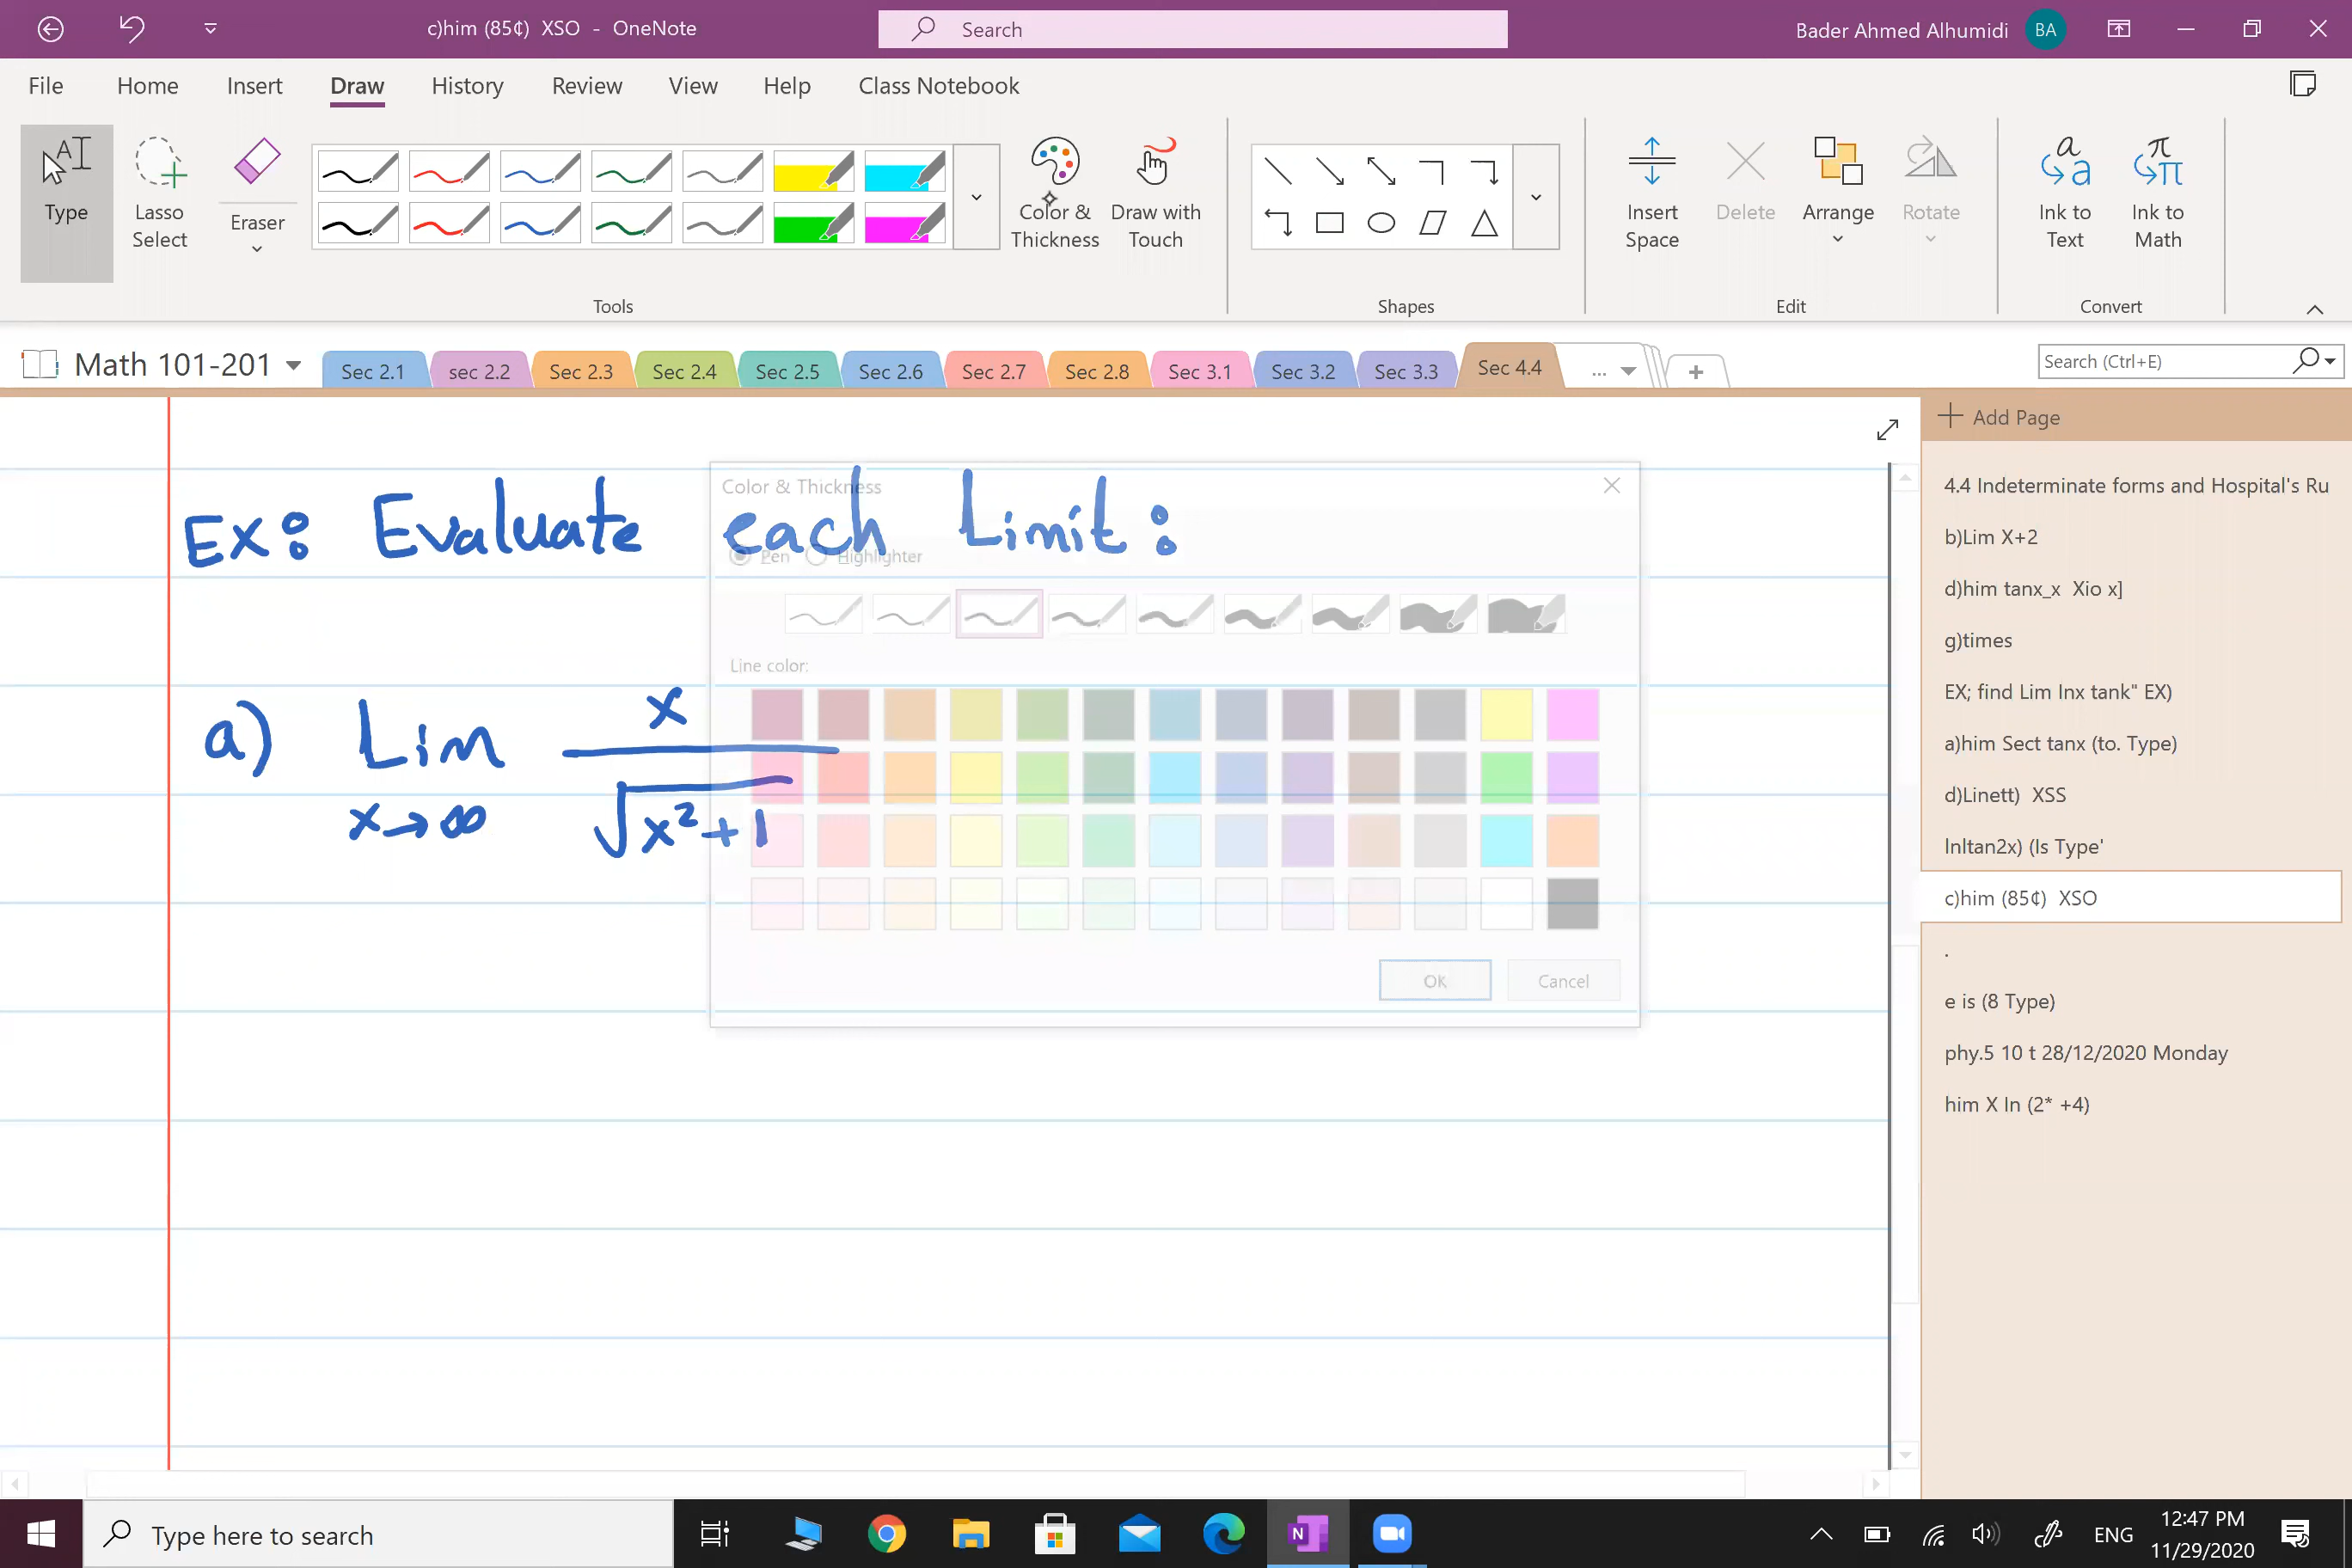 c)him (85¢) XSO - OneNote
Search
Bader Ahmed Alhumidi
BA
File Home Insert Draw History Review View Help Class Notebook
Type
Lasso Select
Eraser
Color & Thickness
Draw with Touch
Insert Space
Delete
Arrange
Rotate
Ink to Text
Ink to Math
Tools
Shapes
Edit
Convert
Math 101-201
Sec 2.1
sec 2.2
Sec 2.3
Sec 2.4
Sec 2.5
Sec 2.6
Sec 2.7
Sec 2.8
Sec 3.1
Sec 3.2
Sec 3.3
Sec 4.4
...
Search (Ctrl+E)
Add Page
4.4 Indeterminate forms and Hospital's Ru
b)Lim X+2
d)him tanx_x Xio x]
g)times
EX; find Lim Inx tank" EX)
a)him Sect tanx (to. Type)
d)Linett) XSS
Inltan2x) (Is Type'
c)him (85¢) XSO
.
e is (8 Type)
phy.5 10 t 28/12/2020 Monday
him X In (2* +4)
Ex: Evaluate each Limit:
a) Lim x→∞ x / √x²+1
Color & Thickness
Pen Highlighter
Line color:
OK Cancel
Type here to search
N
ENG
12:47 PM
11/29/2020